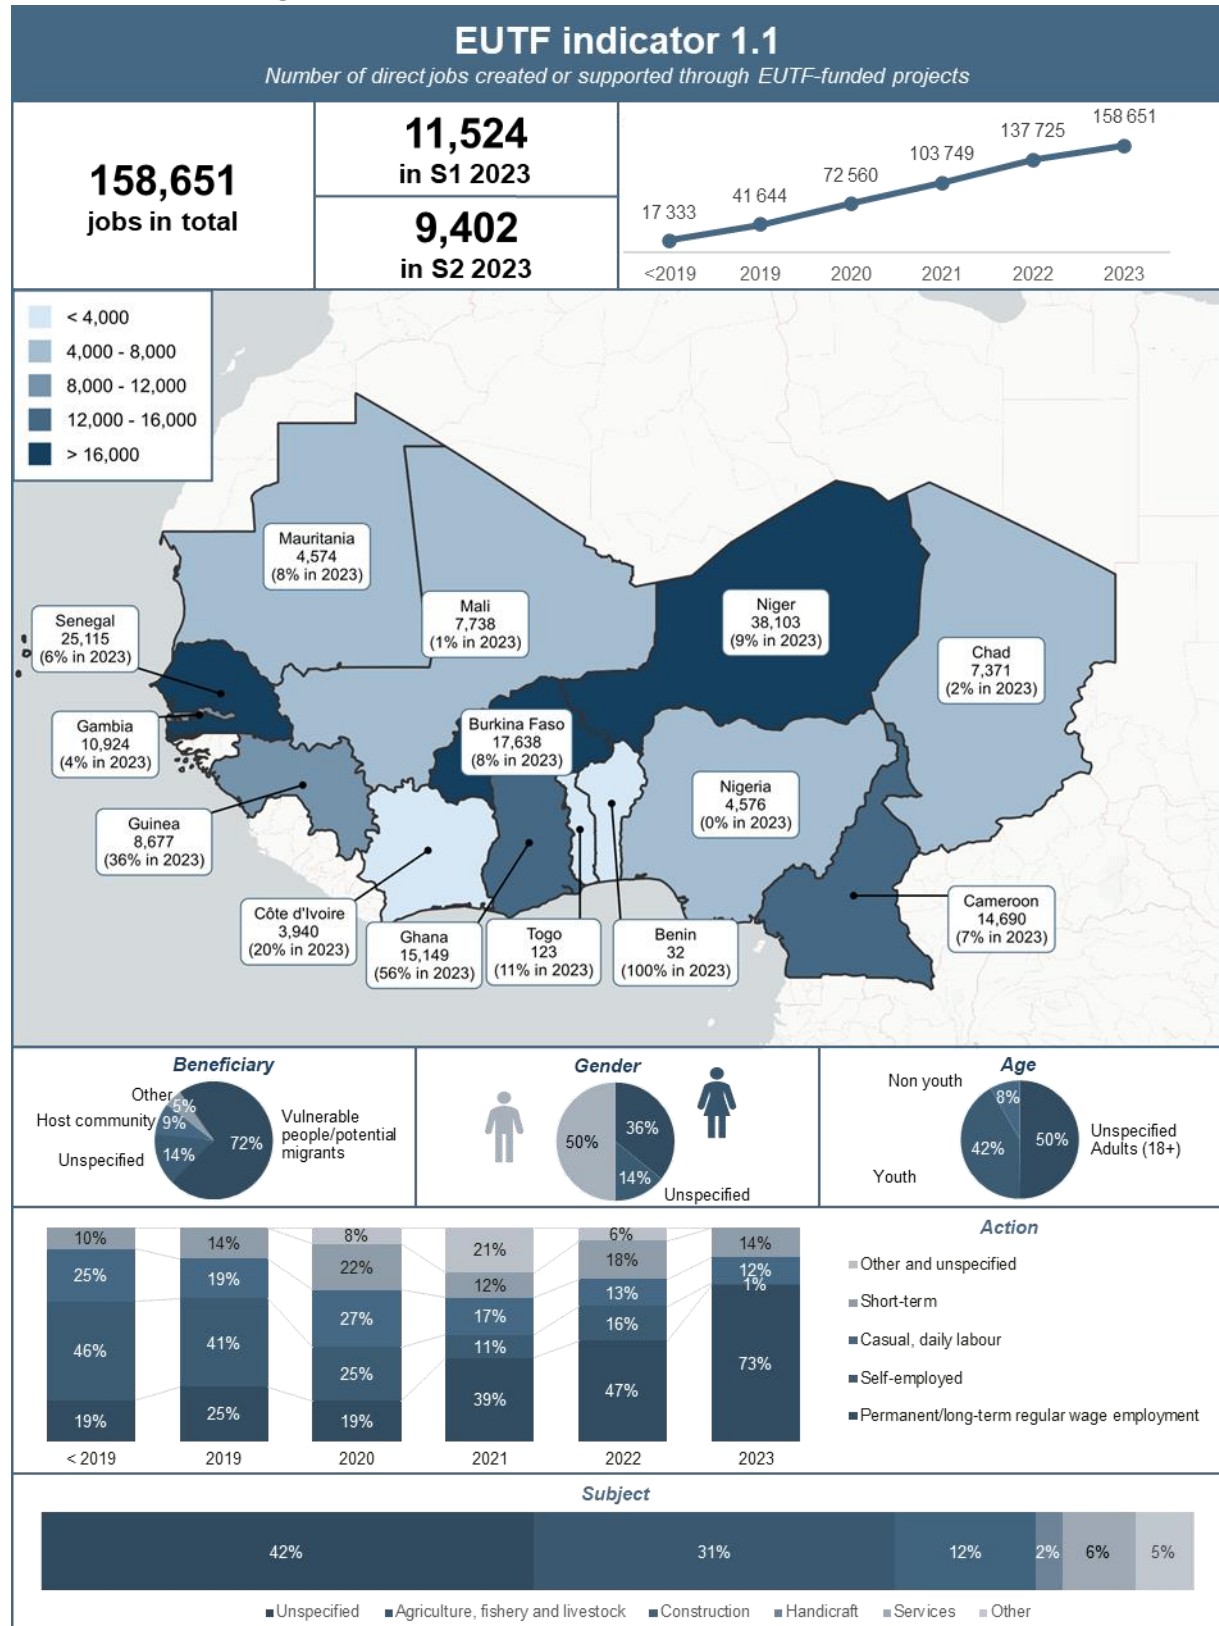 EUTF indicator 1.1
Number of direct jobs created or supported through EUTF-funded projects
158,651
jobs in total
11,524
in S1 2023
9,402
in S2 2023
17 333
41 644
72 560
103 749
137 725
158 651
<2019
2019
2020
2021
2022
2023
< 4,000
4,000 - 8,000
8,000 - 12,000
12,000 - 16,000
> 16,000
Mauritania
4,574
(8% in 2023)
Mali
7,738
(1% in 2023)
Niger
38,103
(9% in 2023)
Chad
7,371
(2% in 2023)
Senegal
25,115
(6% in 2023)
Gambia
10,924
(4% in 2023)
Burkina Faso
17,638
(8% in 2023)
Nigeria
4,576
(0% in 2023)
Guinea
8,677
(36% in 2023)
Côte d'Ivoire
3,940
(20% in 2023)
Ghana
15,149
(56% in 2023)
Togo
123
(11% in 2023)
Benin
32
(100% in 2023)
Cameroon
14,690
(7% in 2023)
Beneficiary
Other
5%
Host community
9%
Unspecified
14%
72%
Vulnerable
people/potential
migrants
Gender
50%
36%
14%
Unspecified
Age
Non youth
8%
42%
Youth
50%
Unspecified
Adults (18+)
10%
25%
46%
19%
< 2019
14%
19%
41%
25%
2019
8%
22%
27%
25%
19%
2020
21%
12%
17%
11%
39%
2021
6%
18%
13%
16%
47%
2022
14%
12%
1%
73%
2023
Action
Other and unspecified
Short-term
Casual, daily labour
Self-employed
Permanent/long-term regular wage employment
Subject
42%
31%
12%
2%
6%
5%
Unspecified
Agriculture, fishery and livestock
Construction
Handicraft
Services
Other